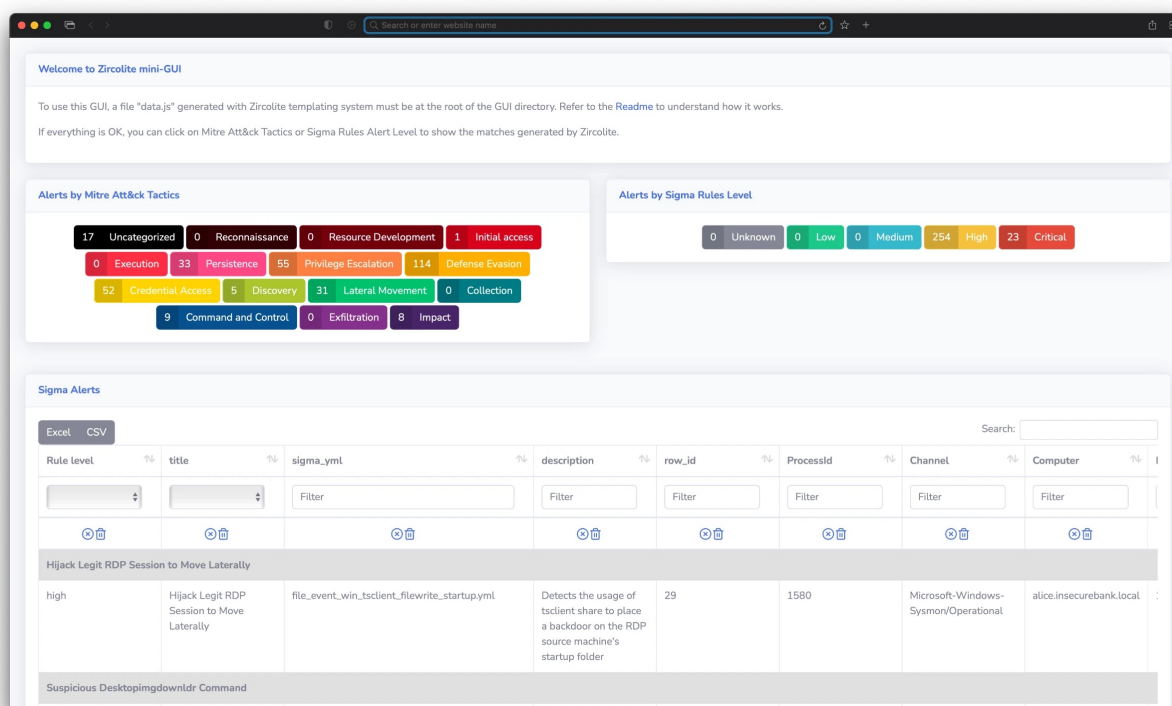 Search or enter website name
Welcome to Zircolite mini-GUI
To use this GUI, a file "data.js" generated with Zircolite templating system must be at the root of the GUI directory. Refer to the Readme to understand how it works.
If everything is OK, you can click on Mitre Att&ck Tactics or Sigma Rules Alert Level to show the matches generated by Zircolite.
Alerts by Mitre Att&ck Tactics
17 Uncategorized 0 Reconnaissance 0 Resource Development 1 Initial access
0 Execution 33 Persistence 55 Privilege Escalation 114 Defense Evasion
52 Credential Access 5 Discovery 31 Lateral Movement 0 Collection
9 Command and Control 0 Exfiltration 8 Impact
Alerts by Sigma Rules Level
0 Unknown 0 Low 0 Medium 254 High 23 Critical
Sigma Alerts
Excel CSV
Search:
Rule level title sigma_yml description row_id ProcessId Channel Computer
Filter Filter Filter Filter Filter Filter
Hijack Legit RDP Session to Move Laterally
high
Hijack Legit RDP
Session to Move
Laterally
file_event_win_tsclient_filewrite_startup.yml
Detects the usage of
tsclient share to place
a backdoor on the RDP
source machine's
startup folder
29
1580
Microsoft-Windows-
Sysmon/Operational
alice.insecurebank.local
Suspicious Desktopimgdownldr Command